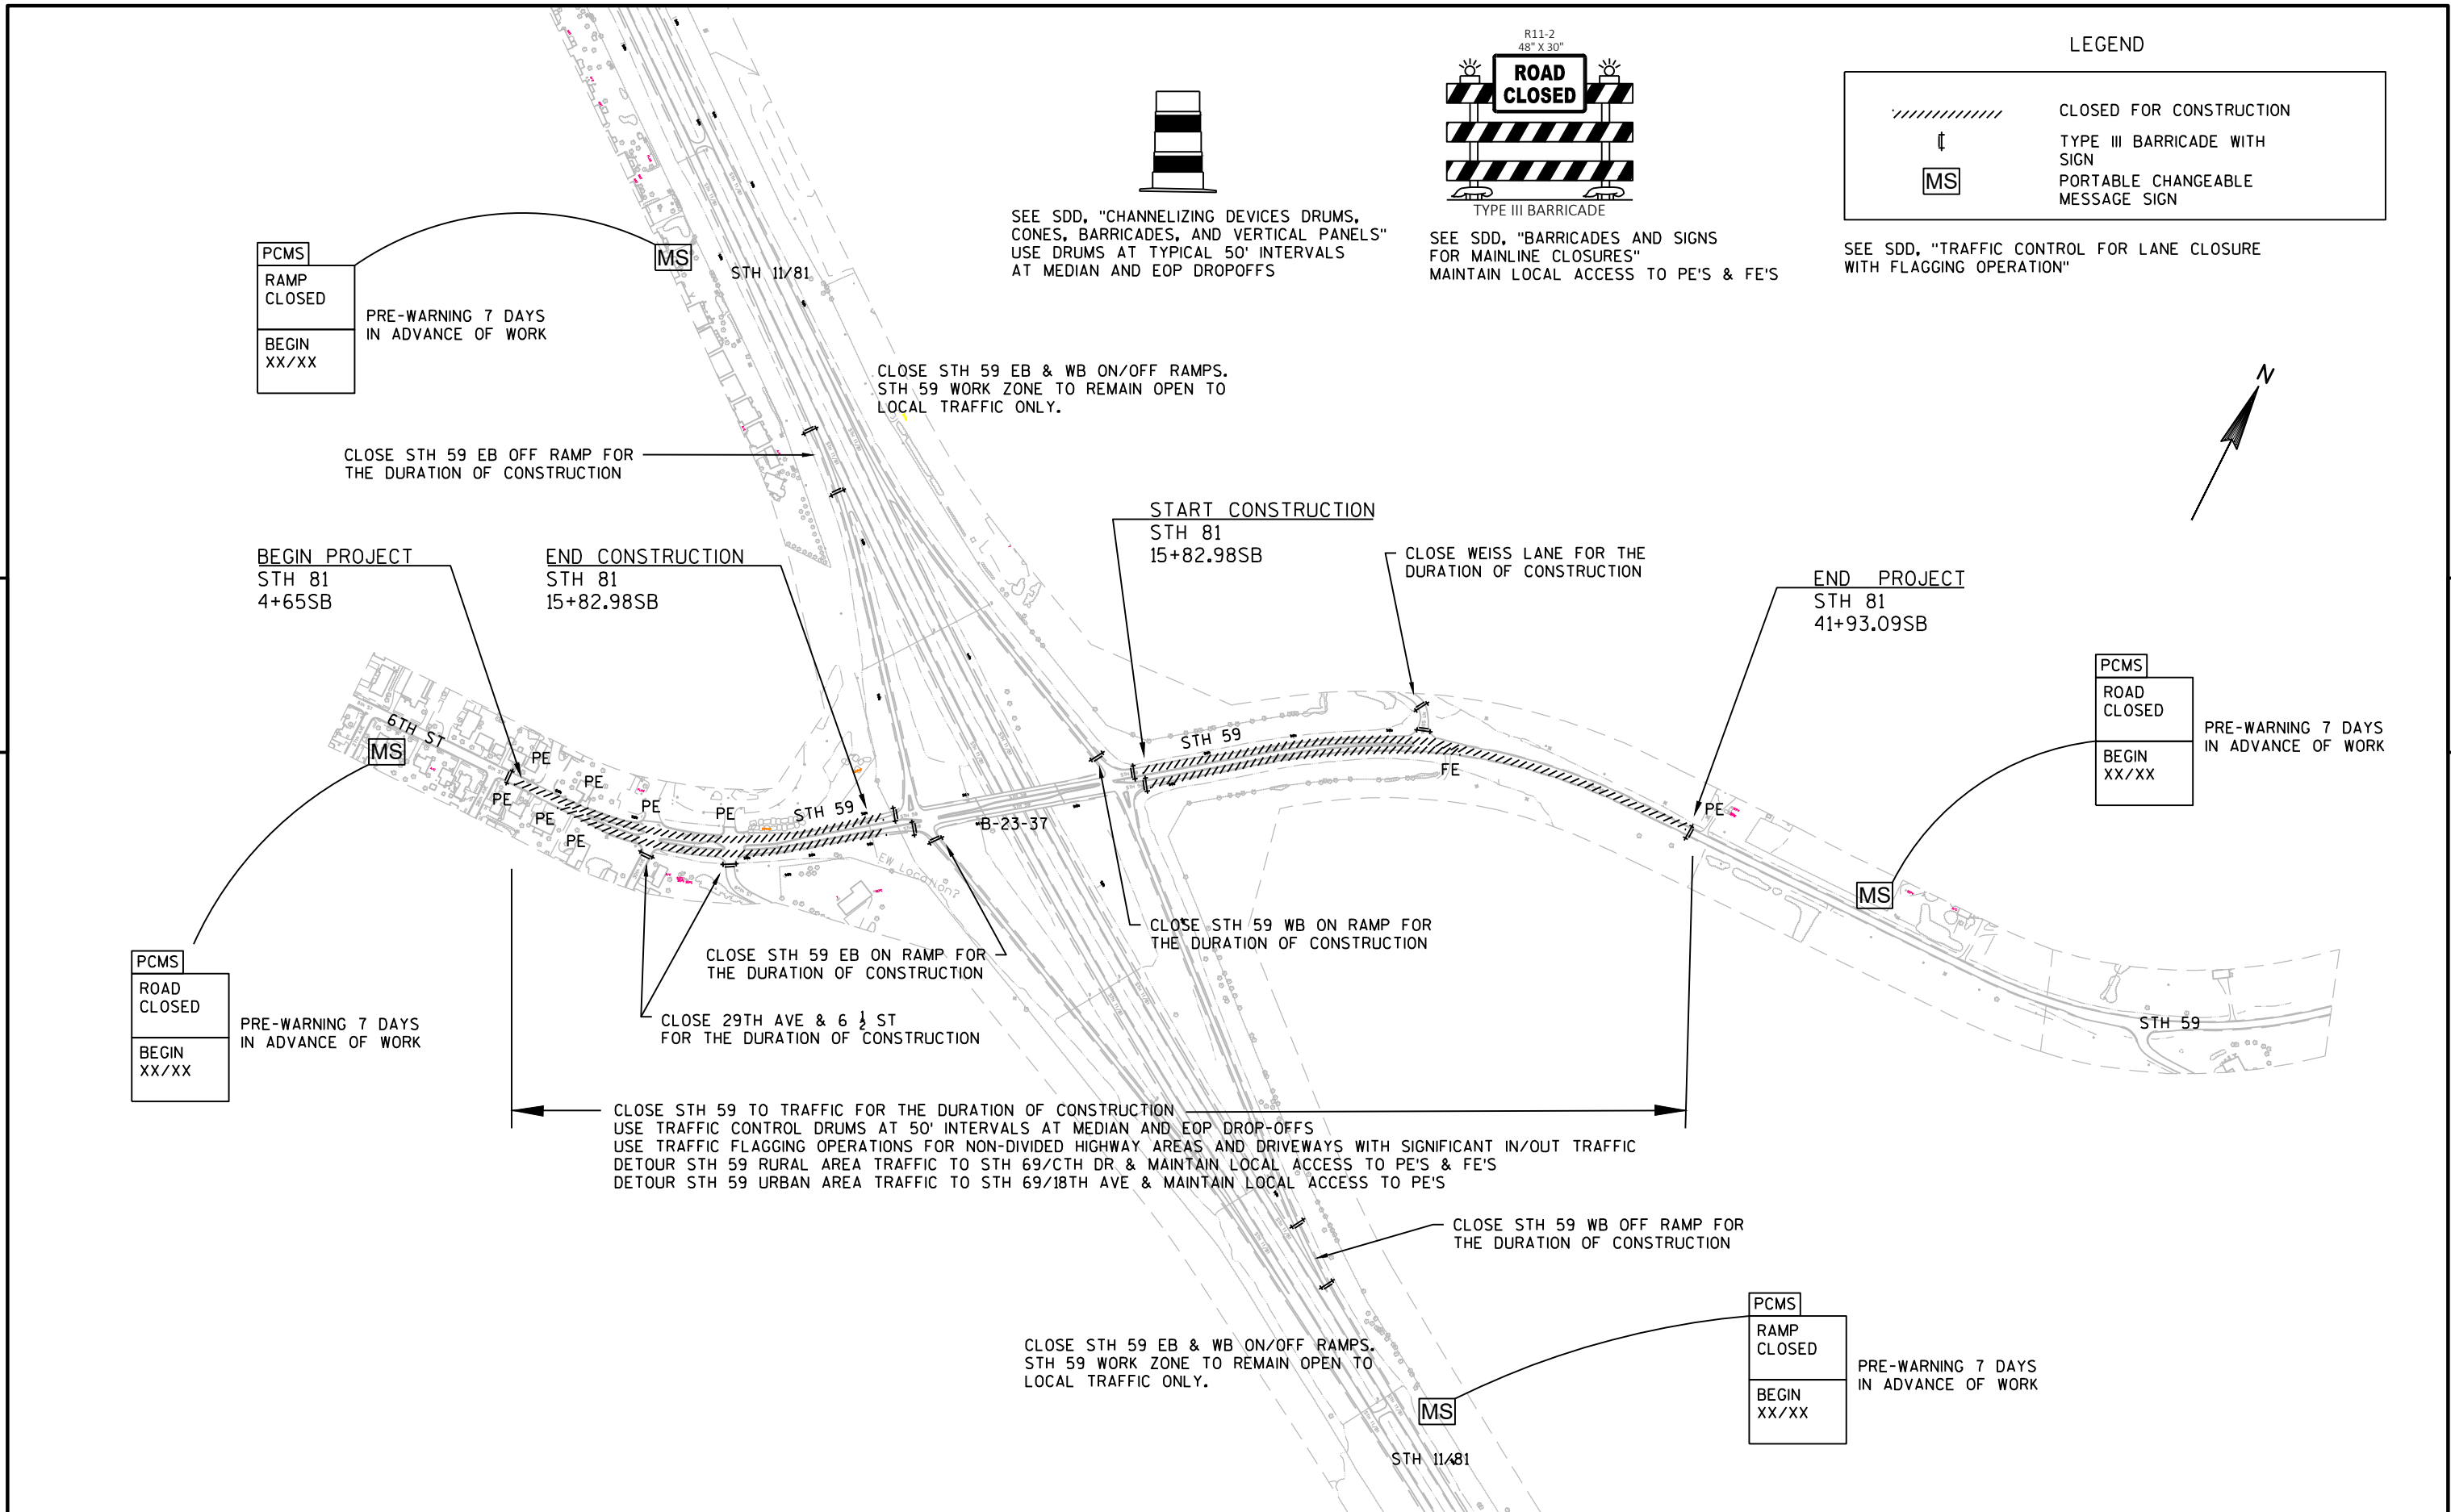 R11-2
48" X 30"
ROAD
CLOSED
TYPE III BARRICADE
LEGEND
CLOSED FOR CONSTRUCTION
TYPE III BARRICADE WITH
SIGN
MS
PORTABLE CHANGEABLE
MESSAGE SIGN
SEE SDD, "CHANNELIZING DEVICES DRUMS,
CONES, BARRICADES, AND VERTICAL PANELS"
USE DRUMS AT TYPICAL 50' INTERVALS
AT MEDIAN AND EOP DROPOFFS
SEE SDD, "BARRICADES AND SIGNS
FOR MAINLINE CLOSURES"
MAINTAIN LOCAL ACCESS TO PE'S & FE'S
SEE SDD, "TRAFFIC CONTROL FOR LANE CLOSURE
WITH FLAGGING OPERATION"
PCMS
RAMP
CLOSED
BEGIN
XX/XX
PRE-WARNING 7 DAYS
IN ADVANCE OF WORK
MS
STH 11/81
CLOSE STH 59 EB & WB ON/OFF RAMPS.
STH 59 WORK ZONE TO REMAIN OPEN TO
LOCAL TRAFFIC ONLY.
N
CLOSE STH 59 EB OFF RAMP FOR
THE DURATION OF CONSTRUCTION
BEGIN PROJECT
STH 81
4+65SB
END CONSTRUCTION
STH 81
15+82.98SB
START CONSTRUCTION
STH 81
15+82.98SB
CLOSE WEISS LANE FOR THE
DURATION OF CONSTRUCTION
END PROJECT
STH 81
41+93.09SB
PCMS
ROAD
CLOSED
BEGIN
XX/XX
PRE-WARNING 7 DAYS
IN ADVANCE OF WORK
6TH ST
MS
PE
PE
PE
PE
PE
PE
PE
STH 59
STH 59
FE
PE
B-23-37
EW Location?
MS
STH 59
CLOSE STH 59 WB ON RAMP FOR
THE DURATION OF CONSTRUCTION
CLOSE STH 59 EB ON RAMP FOR
THE DURATION OF CONSTRUCTION
CLOSE 29TH AVE & 6 1/2 ST
FOR THE DURATION OF CONSTRUCTION
PCMS
ROAD
CLOSED
BEGIN
XX/XX
PRE-WARNING 7 DAYS
IN ADVANCE OF WORK
CLOSE STH 59 TO TRAFFIC FOR THE DURATION OF CONSTRUCTION
USE TRAFFIC CONTROL DRUMS AT 50' INTERVALS AT MEDIAN AND EOP DROP-OFFS
USE TRAFFIC FLAGGING OPERATIONS FOR NON-DIVIDED HIGHWAY AREAS AND DRIVEWAYS WITH SIGNIFICANT IN/OUT TRAFFIC
DETOUR STH 59 RURAL AREA TRAFFIC TO STH 69/CTH DR & MAINTAIN LOCAL ACCESS TO PE'S & FE'S
DETOUR STH 59 URBAN AREA TRAFFIC TO STH 69/18TH AVE & MAINTAIN LOCAL ACCESS TO PE'S
CLOSE STH 59 WB OFF RAMP FOR
THE DURATION OF CONSTRUCTION
CLOSE STH 59 EB & WB ON/OFF RAMPS.
STH 59 WORK ZONE TO REMAIN OPEN TO
LOCAL TRAFFIC ONLY.
MS
STH 11/81
PCMS
RAMP
CLOSED
BEGIN
XX/XX
PRE-WARNING 7 DAYS
IN ADVANCE OF WORK